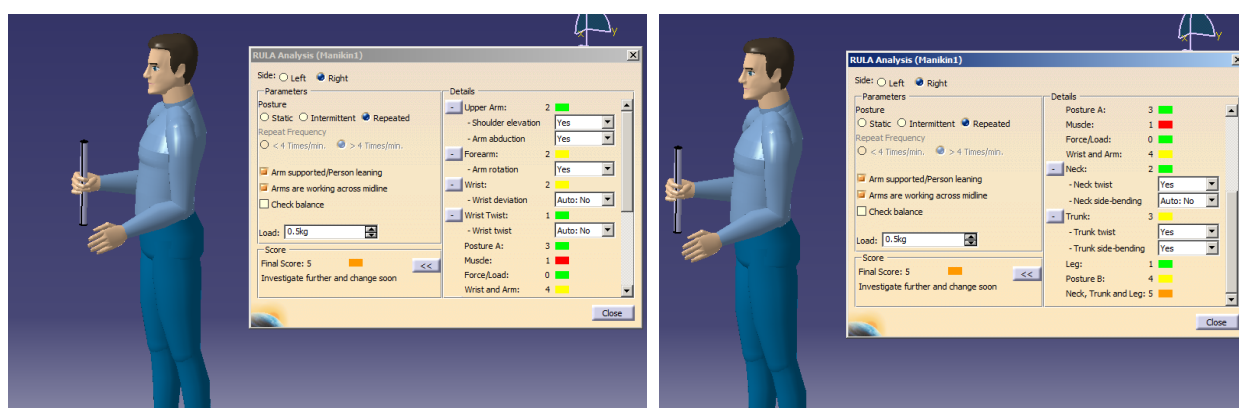 y
RULA Analysis (Manikin1)
Side: Left Right
Parameters
Posture
Static Intermittent Repeated
Repeat Frequency
< 4 Times/min. > 4 Times/min.
Arm supported/Person leaning
Arms are working across midline
Check balance
Load: 0.5kg
Score
Final Score: 5
<<
Investigate further and change soon
Details
- Upper Arm: 2
- Shoulder elevation Yes
- Arm abduction Yes
- Forearm: 2
- Arm rotation Yes
- Wrist: 2
- Wrist deviation Auto: No
- Wrist Twist: 1
- Wrist twist Auto: No
Posture A: 3
Muscle: 1
Force/Load: 0
Wrist and Arm: 4
Close
x y
RULA Analysis (Manikin1)
Side: Left Right
Parameters
Posture
Static Intermittent Repeated
Repeat Frequency
< 4 Times/min. > 4 Times/min.
Arm supported/Person leaning
Arms are working across midline
Check balance
Load: 0.5kg
Score
Final Score: 5
<<
Investigate further and change soon
Details
Posture A: 3
Muscle: 1
Force/Load: 0
Wrist and Arm: 4
- Neck: 2
- Neck twist Yes
- Neck side-bending Auto: No
- Trunk: 3
- Trunk twist Yes
- Trunk side-bending Yes
Leg: 1
Posture B: 4
Neck, Trunk and Leg: 5
Close